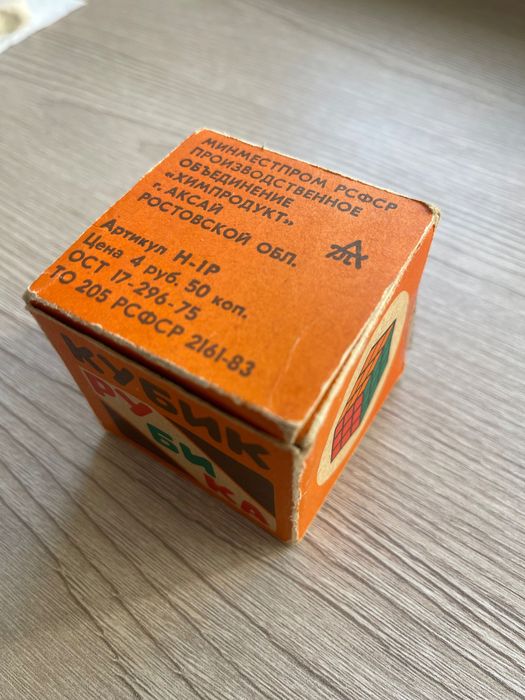 МИНМЕСТПРОМ РСФСР
ПРОИЗВОДСТВЕННОЕ
ОБЪЕДИНЕНИЕ
«ХИМПРОДУКТ»
г. АКСАЙ
РОСТОВСКОЙ ОБЛ.
Артикул Н-1Р
Цена 4 руб. 50 коп.
ОСТ 17-296-75
ТО 205 РСФСР 2161-83
КУБИК
РУБИКА